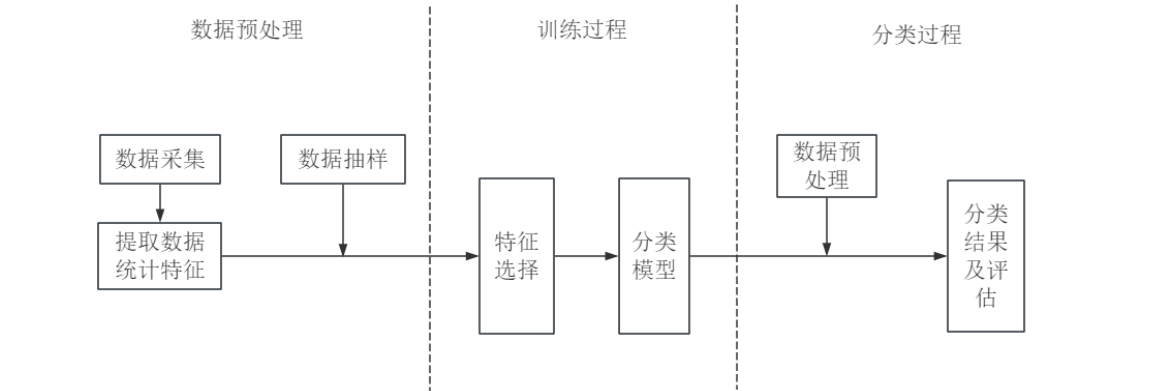 数据预处理
训练过程
分类过程
数据采集
数据抽样
数据预
处理
提取数据
统计特征
特征
选择
分类
模型
分类
结果
及评
估